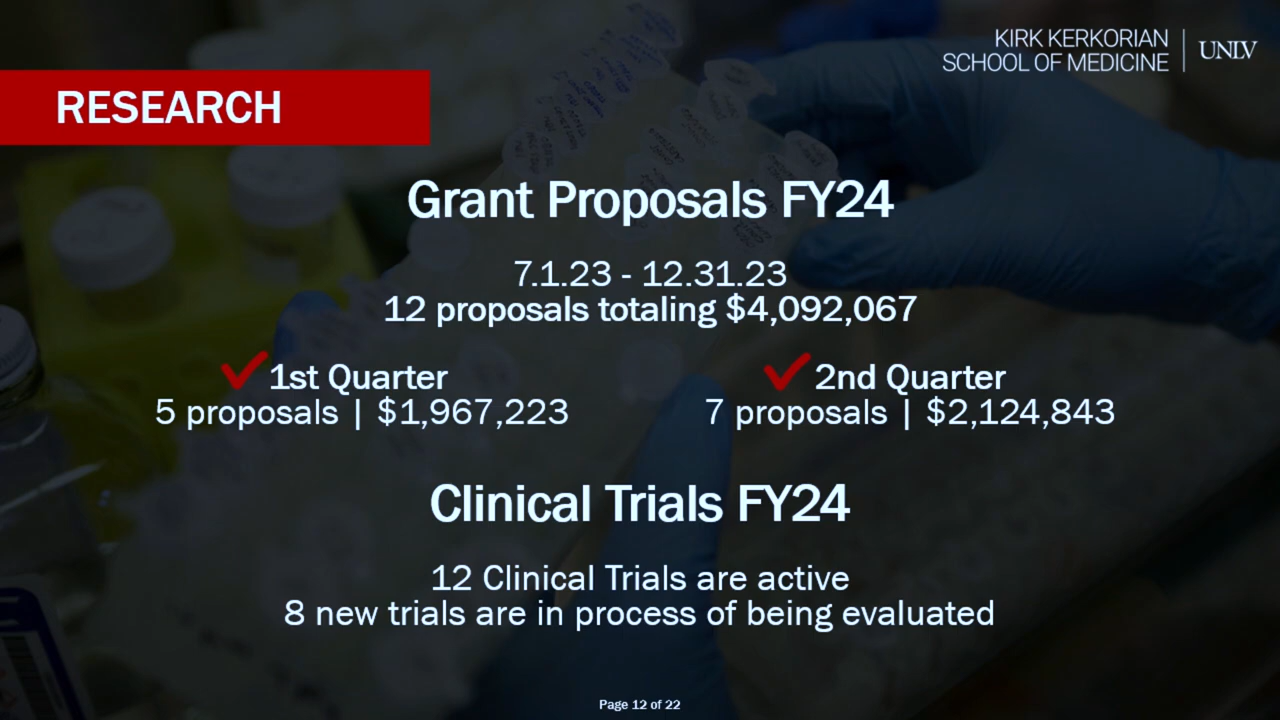 KIRK KERKORIAN
SCHOOL OF MEDICINE
UNLV
RESEARCH
Grant Proposals FY24
7.1.23 - 12.31.23
12 proposals totaling $4,092,067
1st Quarter
5 proposals | $1,967,223
2nd Quarter
7 proposals | $2,124,843
Clinical Trials FY24
12 Clinical Trials are active
8 new trials are in process of being evaluated
Page 12 of 22